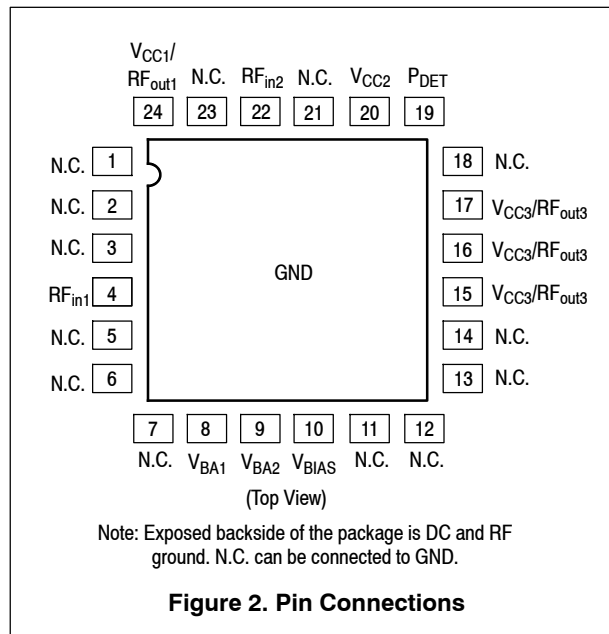 VCC1/
RFout1 N.C. RFin2 N.C. VCC2 PDET
24 23 22 21 20 19
N.C. 1 18 N.C.
N.C. 2 17 VCC3/RFout3
N.C. 3 16 VCC3/RFout3
GND
RFin1 4 15 VCC3/RFout3
N.C. 5 14 N.C.
N.C. 6 13 N.C.
7 8 9 10 11 12
N.C. VBA1 VBA2 VBIAS N.C. N.C.
(Top View)
Note: Exposed backside of the package is DC and RF
ground. N.C. can be connected to GND.
Figure 2. Pin Connections